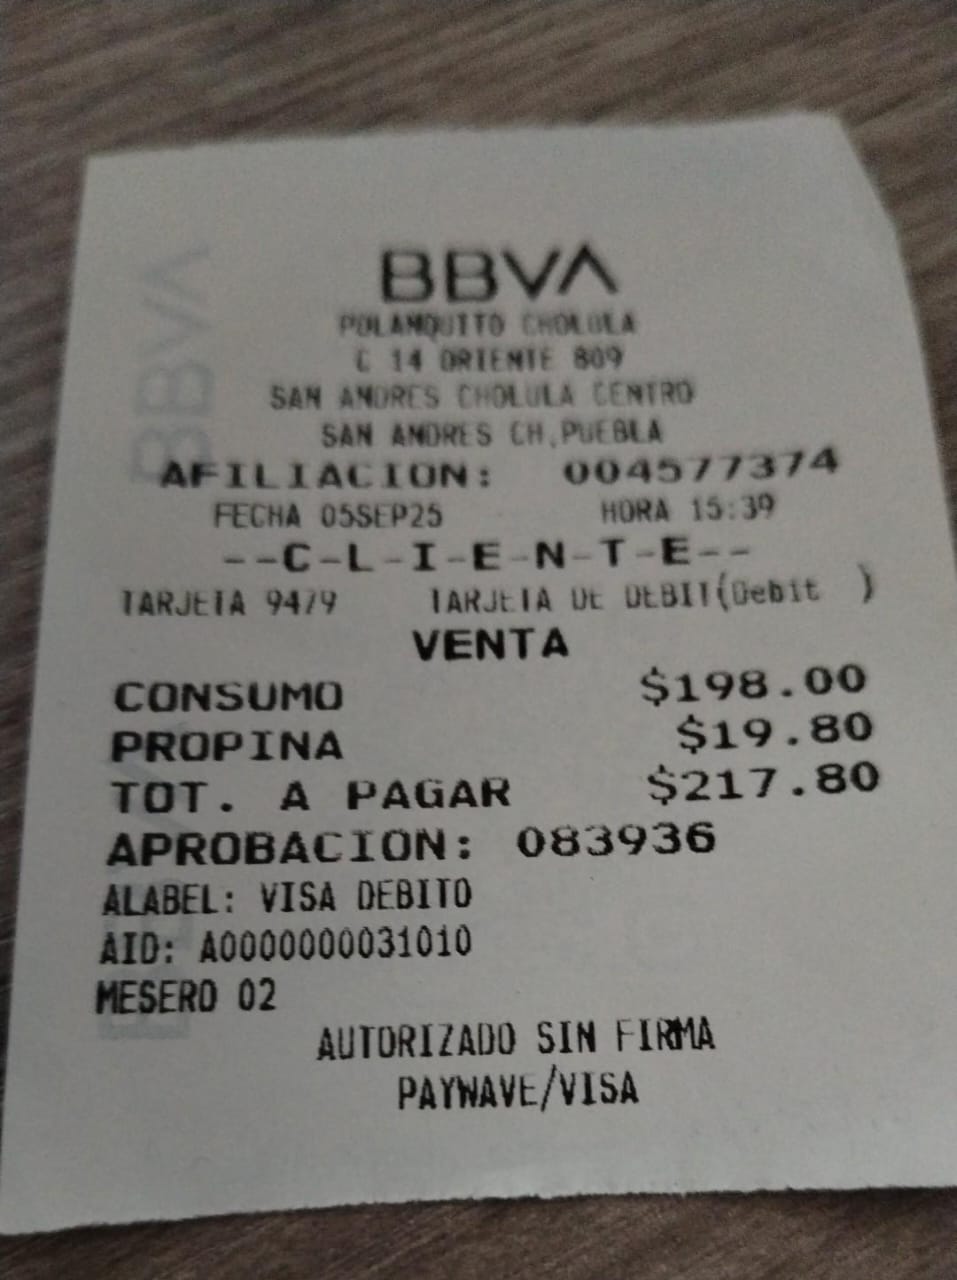 BBVA
POLANQUITO CHOLULA
C 14 ORIENTE 809
SAN ANDRES CHOLULA CENTRO
SAN ANDRES CH,PUEBLA
AFILIACION: 004577374
FECHA 05SEP25 HORA 15:39
--C-L-I-E-N-T-E--
TARJETA 9479 TARJETA DE DEBIT(Debit )
VENTA
CONSUMO $198.00
PROPINA $19.80
TOT. A PAGAR $217.80
APROBACION: 083936
ALABEL: VISA DEBITO
AID: A0000000031010
MESERO 02
AUTORIZADO SIN FIRMA
PAYWAVE/VISA
BBVA